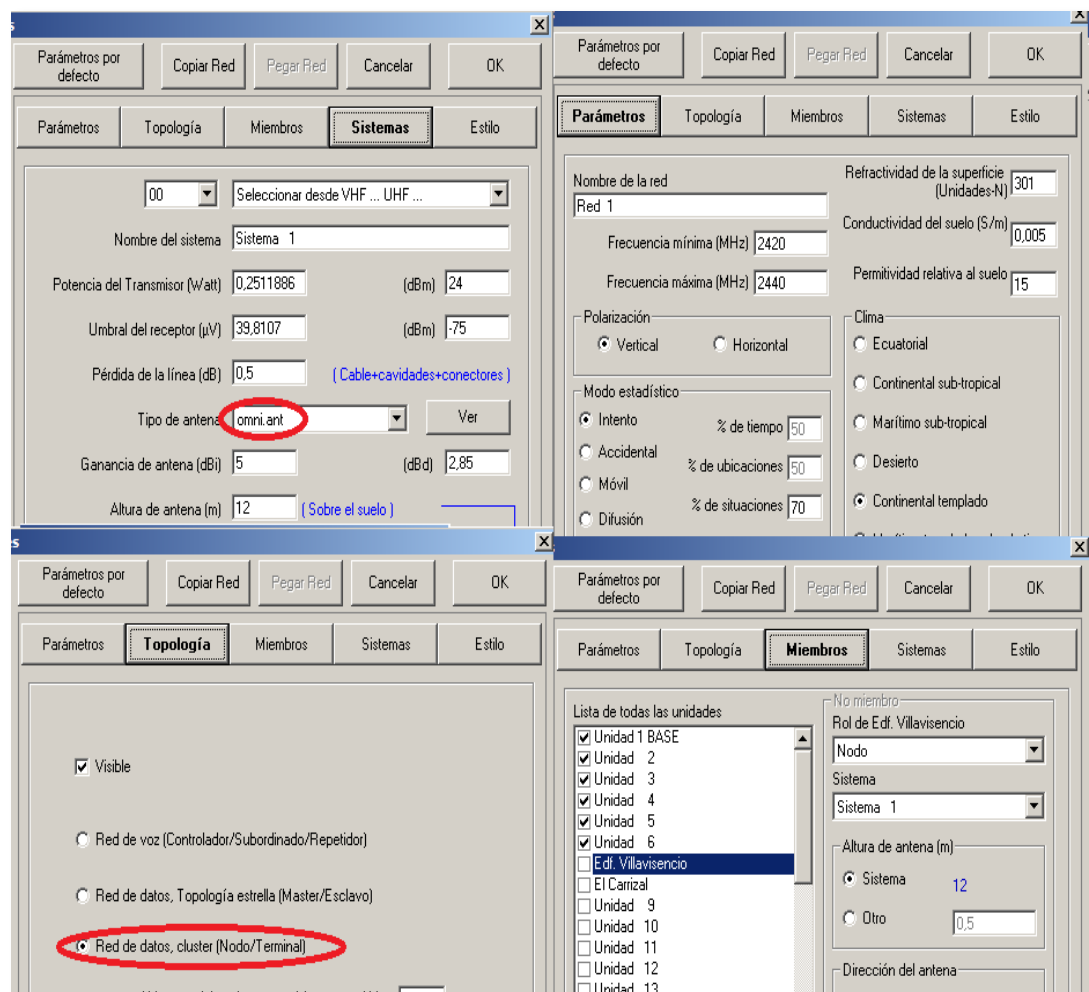 s
Parámetros por defecto
Copiar Red
Pegar Red
Cancelar
OK
Parámetros
Topología
Miembros
Sistemas
Estilo
00
Seleccionar desde VHF ... UHF ...
Nombre del sistema
Sistema 1
Potencia del Transmisor (Watt)
0,2511886
(dBm)
24
Umbral del receptor (µV)
39,8107
(dBm)
-75
Pérdida de la línea (dB)
0,5
( Cable+cavidades+conectores )
Tipo de antena
omni.ant
Ver
Ganancia de antena (dBi)
5
(dBd)
2,85
Altura de antena (m)
12
( Sobre el suelo )
Parámetros por defecto
Copiar Red
Pegar Red
Cancelar
OK
Parámetros
Topología
Miembros
Sistemas
Estilo
Nombre de la red
Red 1
Frecuencia mínima (MHz)
2420
Frecuencia máxima (MHz)
2440
Polarización
Vertical
Horizontal
Modo estadístico
Intento
Accidental
Móvil
Difusión
% de tiempo
50
% de ubicaciones
50
% de situaciones
70
Refractividad de la superficie (Unidades-N)
301
Conductividad del suelo (S/m)
0,005
Permitividad relativa al suelo
15
Clima
Ecuatorial
Continental sub-tropical
Marítimo sub-tropical
Desierto
Continental templado
s
Parámetros por defecto
Copiar Red
Pegar Red
Cancelar
OK
Parámetros
Topología
Miembros
Sistemas
Estilo
Visible
Red de voz (Controlador/Subordinado/Repetidor)
Red de datos, Topología estrella (Master/Esclavo)
Red de datos, cluster (Nodo/Terminal)
Parámetros por defecto
Copiar Red
Pegar Red
Cancelar
OK
Parámetros
Topología
Miembros
Sistemas
Estilo
Lista de todas las unidades
Unidad 1 BASE
Unidad 2
Unidad 3
Unidad 4
Unidad 5
Unidad 6
Edf. Villavisencio
El Carrizal
Unidad 9
Unidad 10
Unidad 11
Unidad 12
Unidad 13
No miembro
Rol de Edf. Villavisencio
Nodo
Sistema
Sistema 1
Altura de antena (m)
Sistema
12
Otro
0,5
Dirección del antena